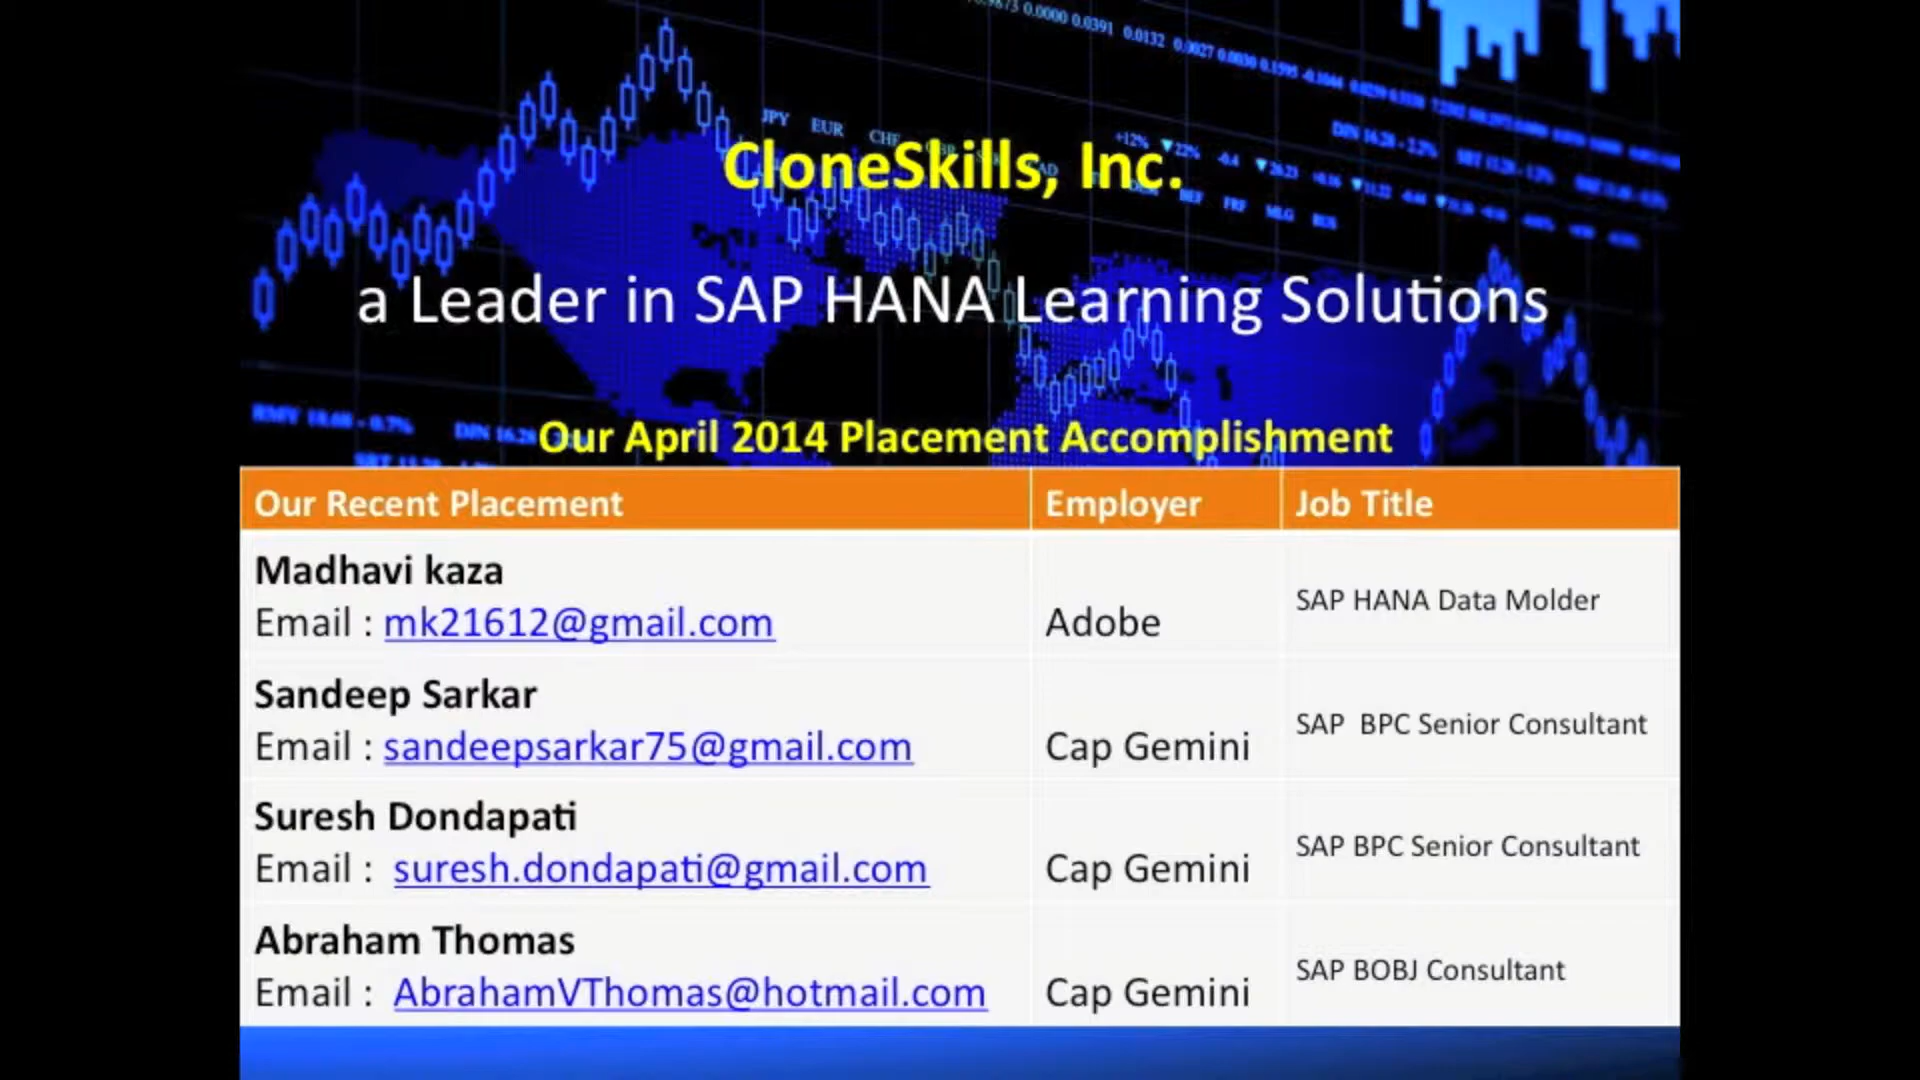 JPY EUR CHF
CloneSkills, Inc.
a Leader in SAP HANA Learning Solutions
Our April 2014 Placement Accomplishment
Our Recent Placement Employer Job Title
Madhavi kaza
Email : mk21612@gmail.com Adobe SAP HANA Data Molder
Sandeep Sarkar
Email : sandeepsarkar75@gmail.com Cap Gemini SAP BPC Senior Consultant
Suresh Dondapati
Email : suresh.dondapati@gmail.com Cap Gemini SAP BPC Senior Consultant
Abraham Thomas
Email : AbrahamVThomas@hotmail.com Cap Gemini SAP BOBJ Consultant